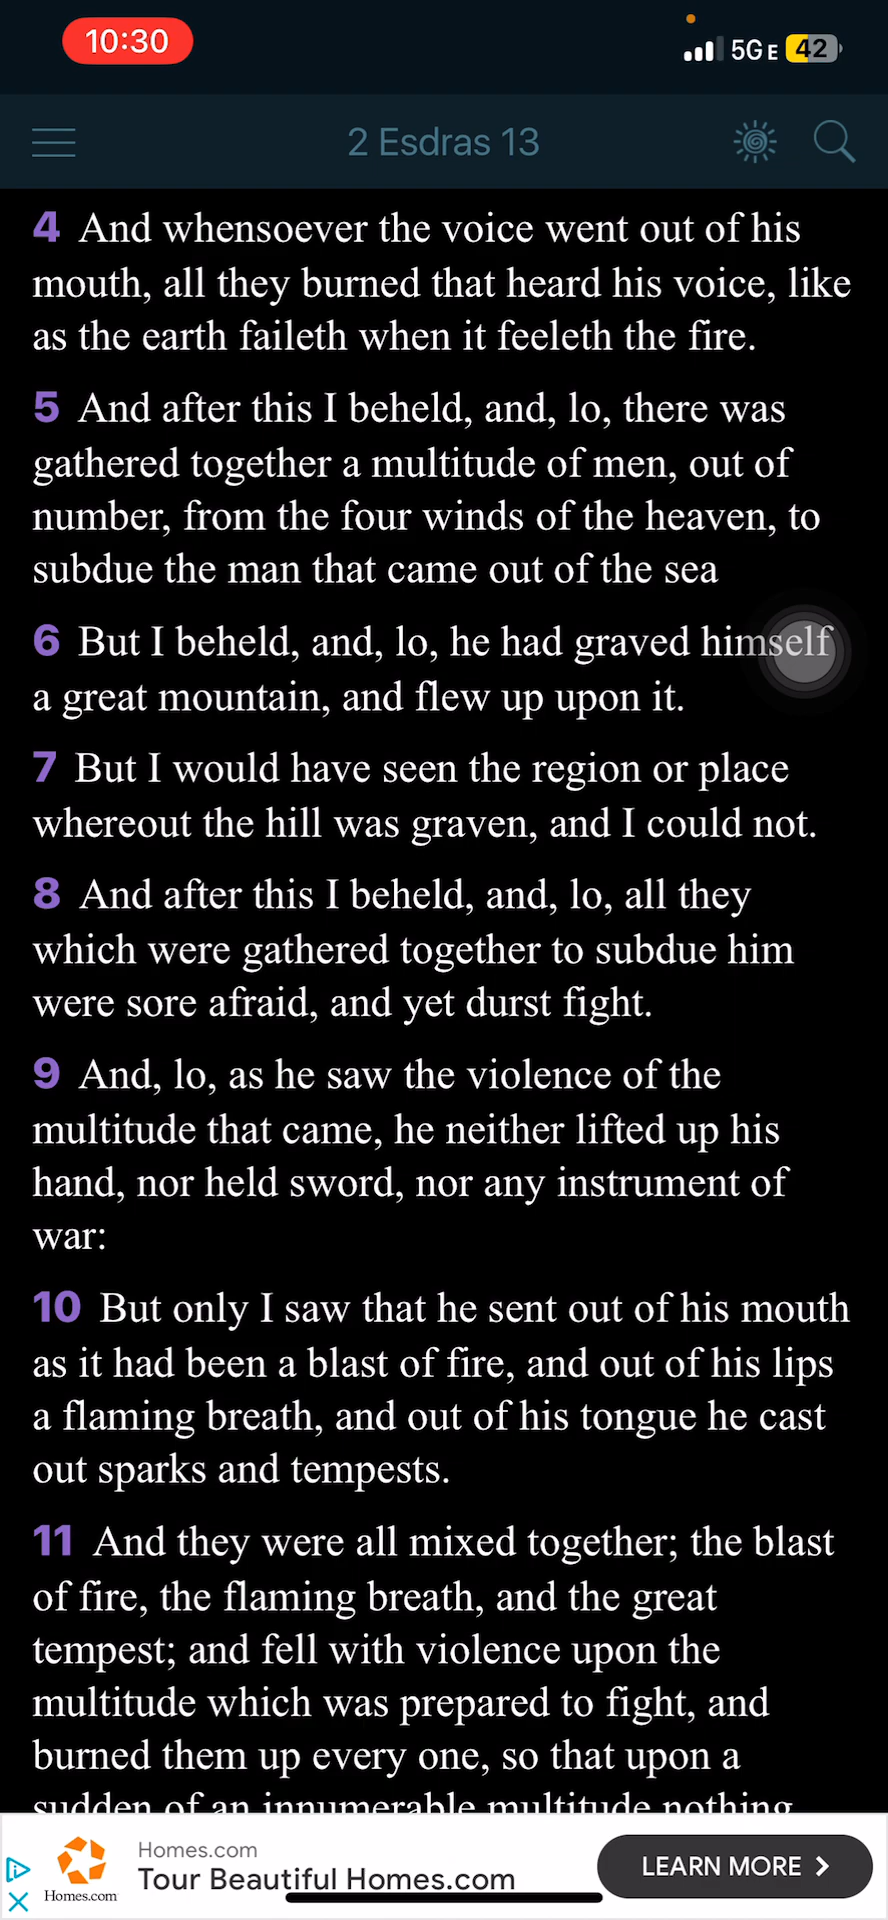 10:30
5GE 42
2 Esdras 13
4 And whensoever the voice went out of his
mouth, all they burned that heard his voice, like
as the earth faileth when it feeleth the fire.
5 And after this I beheld, and, lo, there was
gathered together a multitude of men, out of
number, from the four winds of the heaven, to
subdue the man that came out of the sea
6 But I beheld, and, lo, he had graved himself
a great mountain, and flew up upon it.
7 But I would have seen the region or place
whereout the hill was graven, and I could not.
8 And after this I beheld, and, lo, all they
which were gathered together to subdue him
were sore afraid, and yet durst fight.
9 And, lo, as he saw the violence of the
multitude that came, he neither lifted up his
hand, nor held sword, nor any instrument of
war:
10 But only I saw that he sent out of his mouth
as it had been a blast of fire, and out of his lips
a flaming breath, and out of his tongue he cast
out sparks and tempests.
11 And they were all mixed together; the blast
of fire, the flaming breath, and the great
tempest; and fell with violence upon the
multitude which was prepared to fight, and
burned them up every one, so that upon a
sudden of an innumerable multitude nothing
Homes.com
Tour Beautiful Homes.com
LEARN MORE
Homes.com